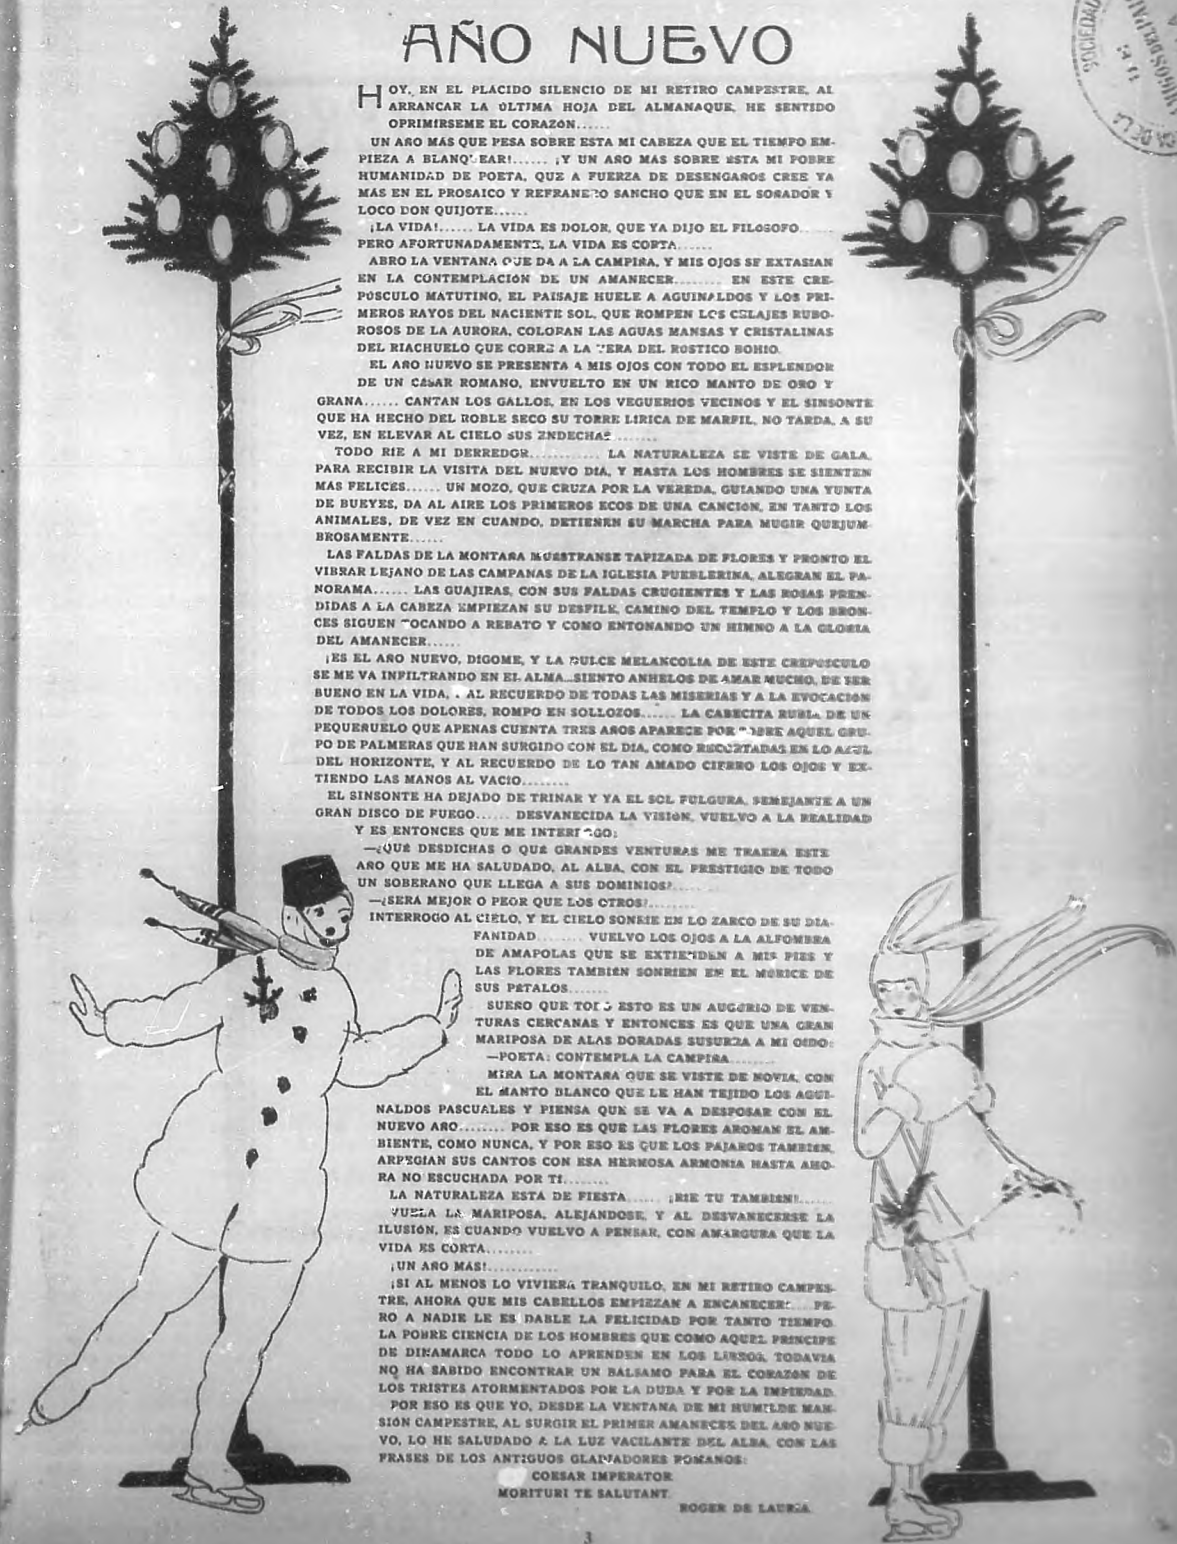 AÑO NUEVO
SOCIEDAD
HOY, EN EL PLACIDO SILENCIO DE MI RETIRO CAMPESTRE, AL
ARRANCAR LA ÚLTIMA HOJA DEL ALMANAQUE, HE SENTIDO
OPRIMIRSEME EL CORAZÓN......
UN AÑO MÁS QUE PESA SOBRE ESTA MI CABEZA QUE EL TIEMPO EM-
PIEZA A BLANQUEAR!...... ¡Y UN AÑO MÁS SOBRE ESTA MI POBRE
HUMANIDAD DE POETA, QUE A FUERZA DE DESENGAÑOS CREE YA
MÁS EN EL PROSAICO Y REFRANERO SANCHO QUE EN EL SOÑADOR Y
LOCO DON QUIJOTE......
¡LA VIDA!...... LA VIDA ES DOLOR, QUE YA DIJO EL FILÓSOFO......
PERO AFORTUNADAMENTE, LA VIDA ES CORTA......
ABRO LA VENTANA QUE DA A LA CAMPIÑA, Y MIS OJOS SE EXTASIAN
EN LA CONTEMPLACIÓN DE UN AMANECER........ EN ESTE CRE-
PÚSCULO MATUTINO, EL PAISAJE HUELE A AGUINALDOS Y LOS PRI-
MEROS RAYOS DEL NACIENTE SOL, QUE ROMPEN LOS CELAJES RUBO-
ROSOS DE LA AURORA, COLORAN LAS AGUAS MANSAS Y CRISTALINAS
DEL RIACHUELO QUE CORRE A LA VERA DEL RÚSTICO BOHIO.
EL AÑO NUEVO SE PRESENTA A MIS OJOS CON TODO EL ESPLENDOR
DE UN CÉSAR ROMANO, ENVUELTO EN UN RICO MANTO DE ORO Y
GRANA...... CANTAN LOS GALLOS, EN LOS VEGUERIOS VECINOS Y EL SINSONTE
QUE HA HECHO DEL ROBLE SECO SU TORRE LIRICA DE MARFIL, NO TARDA, A SU
VEZ, EN ELEVAR AL CIELO SUS ENDECHAS........
TODO RIE A MI DERREDOR............ LA NATURALEZA SE VISTE DE GALA,
PARA RECIBIR LA VISITA DEL NUEVO DIA, Y HASTA LOS HOMBRES SE SIENTEN
MAS FELICES...... UN MOZO, QUE CRUZA POR LA VEREDA, GUIANDO UNA YUNTA
DE BUEYES, DA AL AIRE LOS PRIMEROS ECOS DE UNA CANCIÓN, EN TANTO LOS
ANIMALES, DE VEZ EN CUANDO, DETIENEN SU MARCHA PARA MUGIR QUEJUM-
BROSAMENTE......
LAS FALDAS DE LA MONTAÑA MUÉSTRANSE TAPIZADA DE FLORES Y PRONTO EL
VIBRAR LEJANO DE LAS CAMPANAS DE LA IGLESIA PUEBLERINA, ALEGRAN EL PA-
NORAMA...... LAS GUAJIRAS, CON SUS FALDAS CRUGIENTES Y LAS ROSAS PREN-
DIDAS A LA CABEZA EMPIEZAN SU DESFILE, CAMINO DEL TEMPLO Y LOS BRON-
CES SIGUEN TOCANDO A REBATO Y COMO ENTONANDO UN HIMNO A LA GLORIA
DEL AMANECER......
¡ES EL AÑO NUEVO, DÍGOME, Y LA DULCE MELANCOLIA DE ESTE CREPÚSCULO
SE ME VA INFILTRANDO EN EL ALMA...SIENTO ANHELOS DE AMAR MUCHO, DE SER
BUENO EN LA VIDA, . AL RECUERDO DE TODAS LAS MISERIAS Y A LA EVOCACIÓN
DE TODOS LOS DOLORES, ROMPO EN SOLLOZOS...... LA CABECITA RUBIA DE UN
PEQUEÑUELO QUE APENAS CUENTA TRES AÑOS APARECE POR SOBRE AQUEL GRU-
PO DE PALMERAS QUE HAN SURGIDO CON EL DIA, COMO RECORTADAS EN LO AZUL
DEL HORIZONTE, Y AL RECUERDO DE LO TAN AMADO CIERRO LOS OJOS Y EX-
TIENDO LAS MANOS AL VACIO........
EL SINSONTE HA DEJADO DE TRINAR Y YA EL SOL FULGURA, SEMEJANTE A UN
GRAN DISCO DE FUEGO...... DESVANECIDA LA VISIÓN, VUELVO A LA REALIDAD
Y ES ENTONCES QUE ME INTERROGO:
—¿QUÉ DESDICHAS O QUÉ GRANDES VENTURAS ME TRAERA ESTE
AÑO QUE ME HA SALUDADO, AL ALBA, CON EL PRESTIGIO DE TODO
UN SOBERANO QUE LLEGA A SUS DOMINIOS?......
—¿SERA MEJOR O PEOR QUE LOS OTROS?........
INTERROGO AL CIELO, Y EL CIELO SONRIE EN LO ZARCO DE SU DIA-
FANIDAD........ VUELVO LOS OJOS A LA ALFOMBRA
DE AMAPOLAS QUE SE EXTIENDEN A MIS PIES Y
LAS FLORES TAMBIÉN SONRIEN EN EL MÚRICE DE
SUS PÉTALOS.......
SUEÑO QUE TODO ESTO ES UN AUGURIO DE VEN-
TURAS CERCANAS Y ENTONCES ES QUE UNA GRAN
MARIPOSA DE ALAS DORADAS SUSURRA A MI OIDO:
—POETA: CONTEMPLA LA CAMPIÑA........
MIRA LA MONTAÑA QUE SE VISTE DE NOVIA, CON
EL MANTO BLANCO QUE LE HAN TEJIDO LOS AGUI-
NALDOS PASCUALES Y PIENSA QUE SE VA A DESPOSAR CON EL
NUEVO AÑO........ POR ESO ES QUE LAS FLORES AROMAN EL AM-
BIENTE, COMO NUNCA, Y POR ESO ES QUE LOS PÁJAROS TAMBIÉN,
ARPEGIAN SUS CANTOS CON ESA HERMOSA ARMONIA HASTA AHO-
RA NO ESCUCHADA POR TI........
LA NATURALEZA ESTÁ DE FIESTA...... ¡RIE TU TAMBIÉN!......
VUELA LA MARIPOSA, ALEJÁNDOSE, Y AL DESVANECERSE LA
ILUSIÓN, ES CUANDO VUELVO A PENSAR, CON AMARGURA QUE LA
VIDA ES CORTA........
¡UN AÑO MAS!............
¡SI AL MENOS LO VIVIERA TRANQUILO, EN MI RETIRO CAMPES-
TRE, AHORA QUE MIS CABELLOS EMPIEZAN A ENCANECER!.... PE-
RO A NADIE LE ES DABLE LA FELICIDAD POR TANTO TIEMPO.
LA POBRE CIENCIA DE LOS HOMBRES QUE COMO AQUEL PRINCIPE
DE DINAMARCA TODO LO APRENDEN EN LOS LIBROS, TODAVIA
NO HA SABIDO ENCONTRAR UN BÁLSAMO PARA EL CORAZÓN DE
LOS TRISTES ATORMENTADOS POR LA DUDA Y POR LA IMPIEDAD.
POR ESO ES QUE YO, DESDE LA VENTANA DE MI HUMILDE MAN-
SIÓN CAMPESTRE, AL SURGIR EL PRIMER AMANECES DEL AÑO NUE-
VO, LO HE SALUDADO A LA LUZ VACILANTE DEL ALBA, CON LAS
FRASES DE LOS ANTIGUOS GLADIADORES ROMANOS:
COESAR IMPERATOR
MORITURI TE SALUTANT.
ROGER DE LAURIA.
3